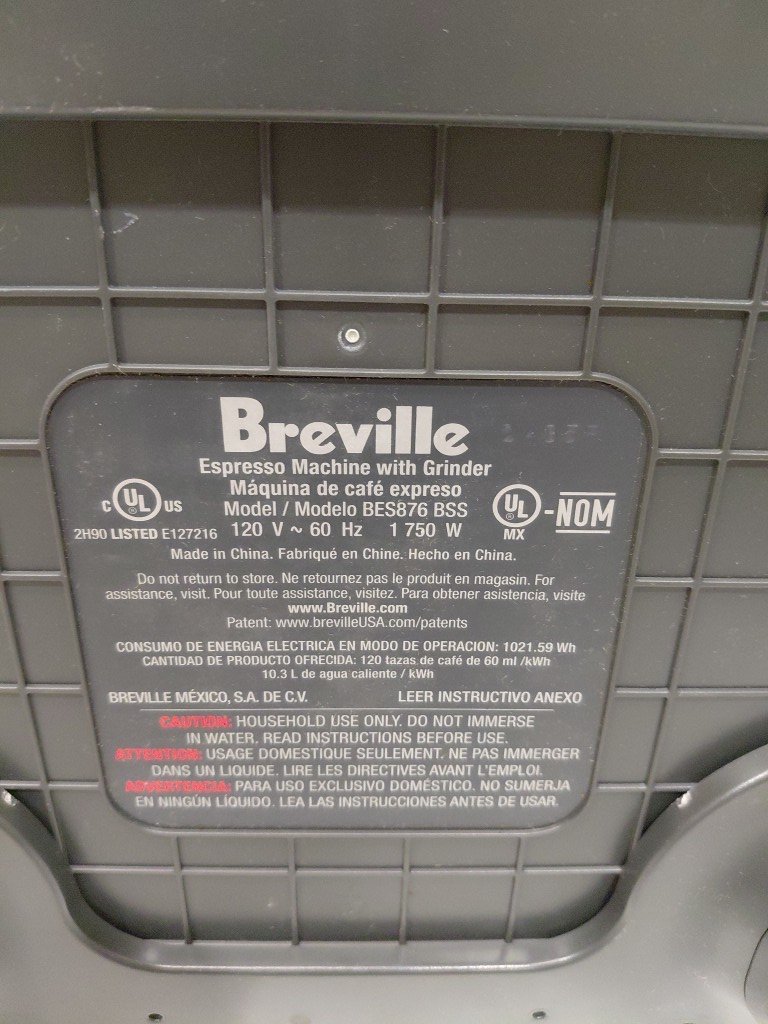 Breville
Espresso Machine with Grinder
Máquina de café expreso
Model / Modelo BES876 BSS
C UL US
2H90 LISTED E127216
120 V ~ 60 Hz 1 750 W
UL MX -NOM
Made in China. Fabriqué en Chine. Hecho en China.
Do not return to store. Ne retournez pas le produit en magasin. For
assistance, visit. Pour toute assistance, visitez. Para obtener asistencia, visite
www.Breville.com
Patent: www.brevilleUSA.com/patents
CONSUMO DE ENERGIA ELECTRICA EN MODO DE OPERACION: 1021.59 Wh
CANTIDAD DE PRODUCTO OFRECIDA: 120 tazas de café de 60 ml /kWh
10.3 L de agua caliente / kWh
BREVILLE MÉXICO, S.A. DE C.V. LEER INSTRUCTIVO ANEXO
CAUTION: HOUSEHOLD USE ONLY. DO NOT IMMERSE
IN WATER. READ INSTRUCTIONS BEFORE USE.
ATTENTION: USAGE DOMESTIQUE SEULEMENT. NE PAS IMMERGER
DANS UN LIQUIDE. LIRE LES DIRECTIVES AVANT L'EMPLOI.
ADVERTENCIA: PARA USO EXCLUSIVO DOMÉSTICO. NO SUMERJA
EN NINGÚN LÍQUIDO. LEA LAS INSTRUCCIONES ANTES DE USAR.